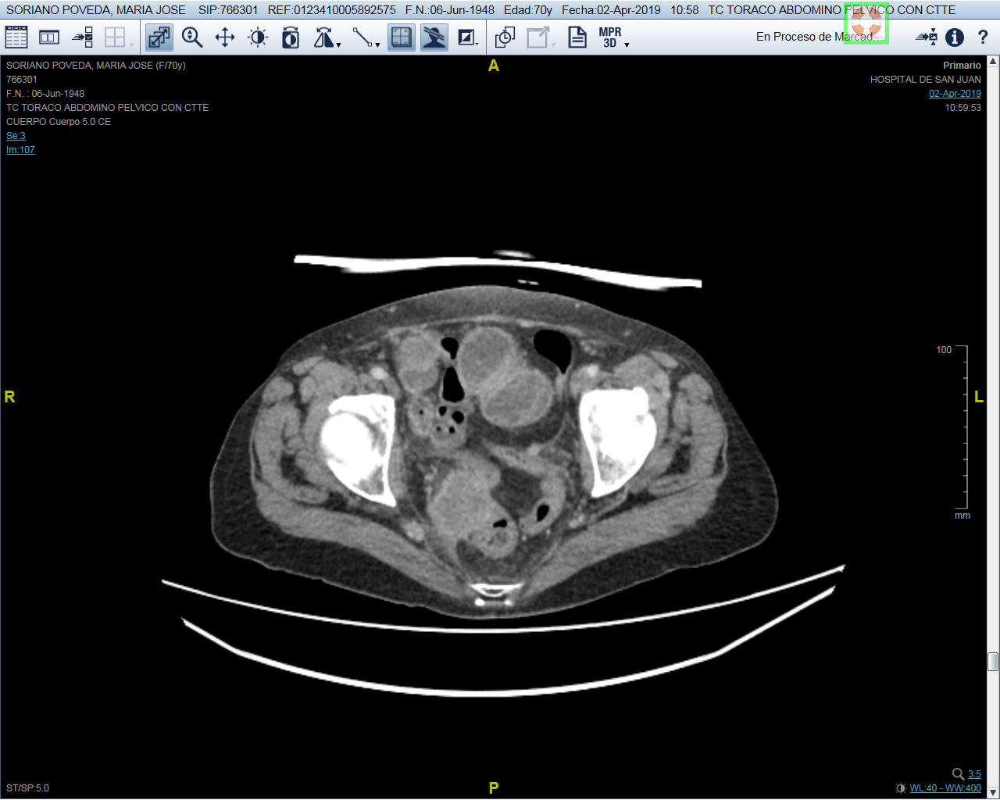 SORIANO POVEDA, MARIA JOSE SIP:766301 REF:0123410005892575 F.N.:06-Jun-1948 Edad:70y Fecha:02-Apr-2019 10:58 TC TORACO ABDOMINO PELVICO CON CTTE
MPR
3D
En Proceso de Marcad...
SORIANO POVEDA, MARIA JOSE (F/70y)
766301
F.N. : 06-Jun-1948
TC TORACO ABDOMINO PELVICO CON CTTE
CUERPO Cuerpo 5.0 CE
Se:3
Im:107
A
Primario
HOSPITAL DE SAN JUAN
02-Apr-2019
10:59:53
100
R
L
mm
ST/SP:5.0
P
3.5
WL:40 - WW:400